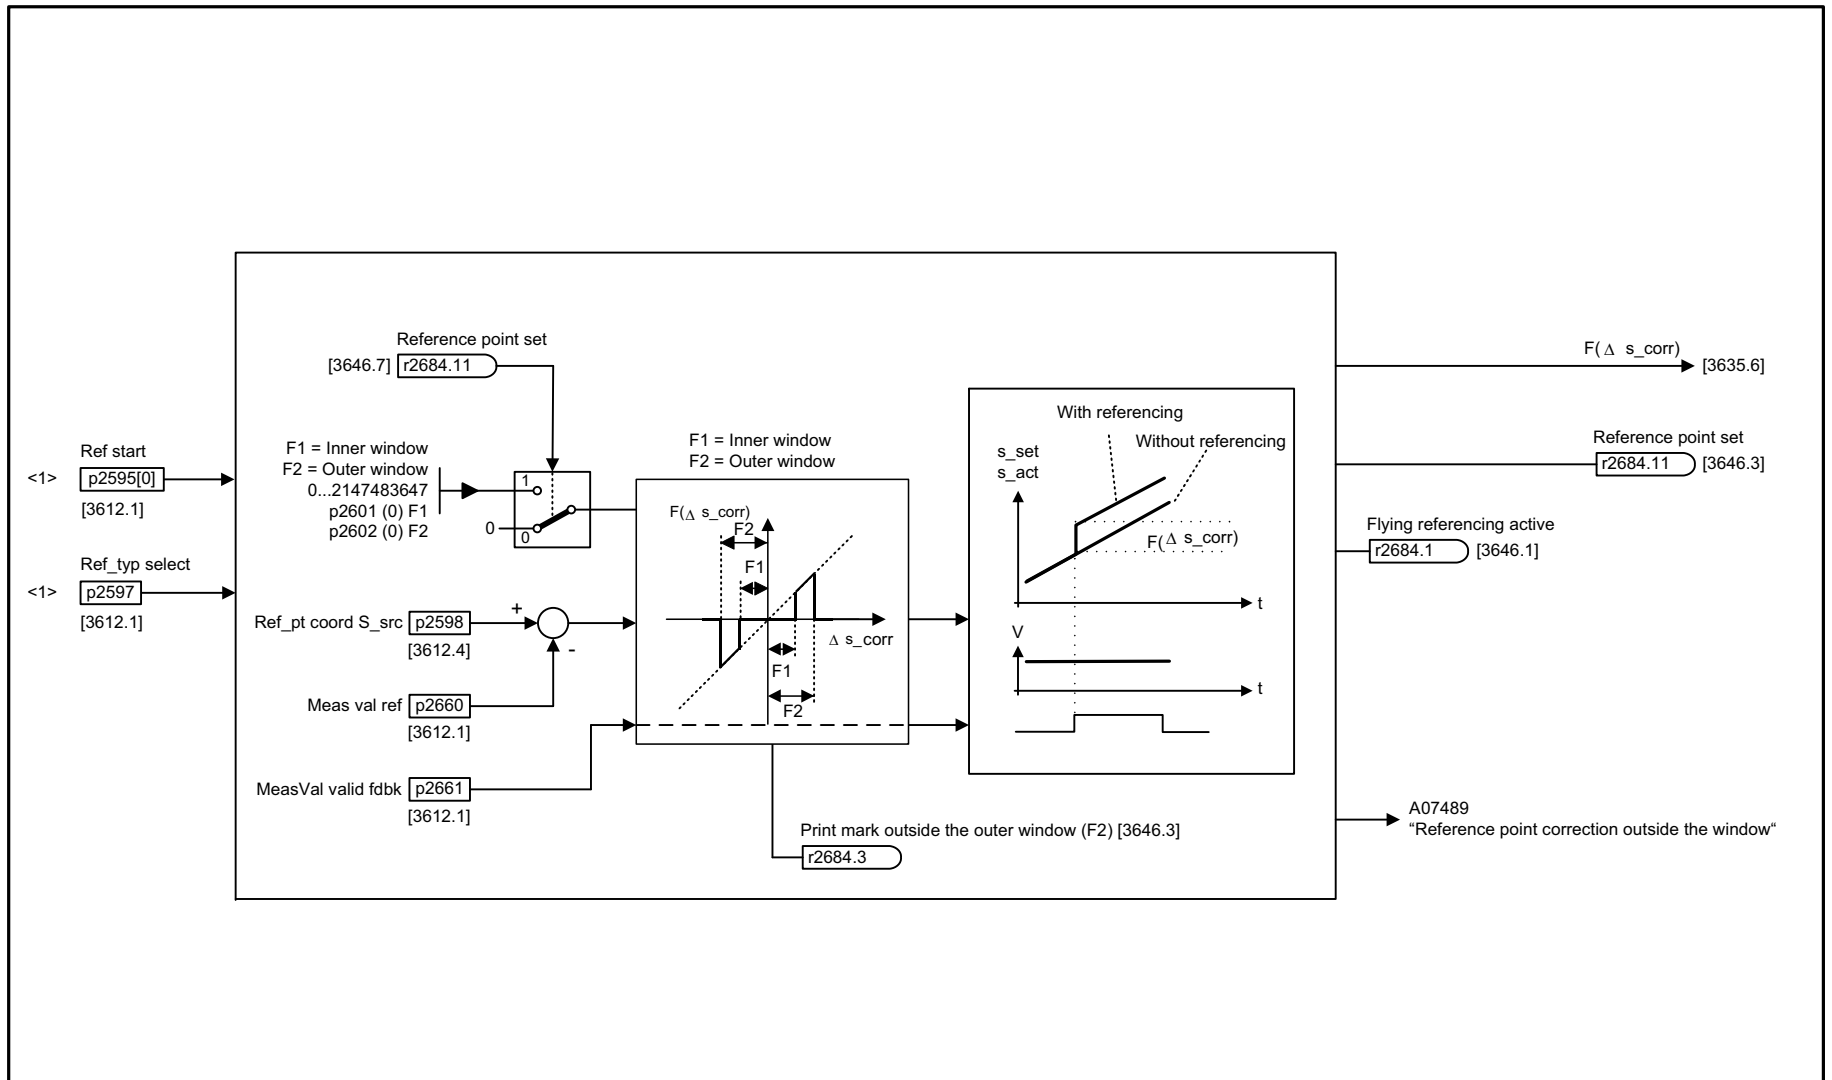 Reference point set
[3646.7] r2684.11
F1 = Inner window
F2 = Outer window
0...2147483647
p2601 (0) F1
p2602 (0) F2
1
0
0
Ref start
<1> p2595[0]
[3612.1]
Ref_typ select
<1> p2597
[3612.1]
Ref_pt coord S_src p2598
[3612.4]
+
-
Meas val ref p2660
[3612.1]
MeasVal valid fdbk p2661
[3612.1]
F1 = Inner window
F2 = Outer window
F(Δ s_corr)
F2
F1
Δ s_corr
F1
F2
Print mark outside the outer window (F2) [3646.3]
r2684.3
With referencing
Without referencing
s_set
s_act
F(Δ s_corr)
t
V
t
F(Δ s_corr)
[3635.6]
Reference point set
r2684.11 [3646.3]
Flying referencing active
r2684.1 [3646.1]
A07489
“Reference point correction outside the window“